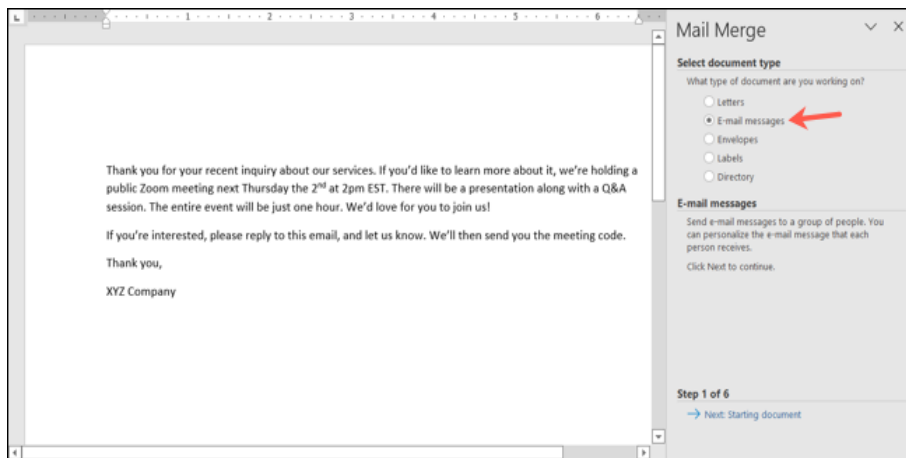 1 2 3 4 5 6
Mail Merge
Select document type
What type of document are you working on?
Letters
E-mail messages
Envelopes
Labels
Directory
E-mail messages
Send e-mail messages to a group of people. You
can personalize the e-mail message that each
person receives.
Click Next to continue.
Step 1 of 6
Next: Starting document
Thank you for your recent inquiry about our services. If you'd like to learn more about it, we're holding a
public Zoom meeting next Thursday the 2nd at 2pm EST. There will be a presentation along with a Q&A
session. The entire event will be just one hour. We'd love for you to join us!
If you're interested, please reply to this email, and let us know. We'll then send you the meeting code.
Thank you,
XYZ Company